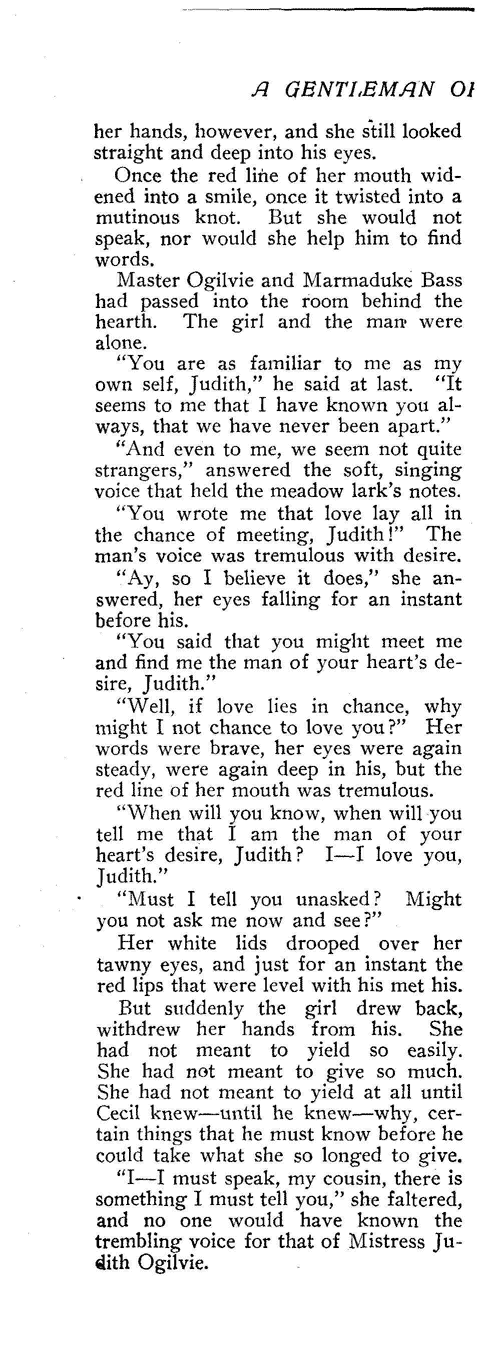 A GENTLEMAN OF
her hands, however, and she still looked
straight and deep into his eyes.
Once the red line of her mouth wid-
ened into a smile, once it twisted into a
mutinous knot. But she would not
speak, nor would she help him to find
words.
Master Ogilvie and Marmaduke Bass
had passed into the room behind the
hearth. The girl and the man were
alone.
"You are as familiar to me as my
own self, Judith," he said at last. "It
seems to me that I have known you al-
ways, that we have never been apart."
"And even to me, we seem not quite
strangers," answered the soft, singing
voice that held the meadow lark's notes.
"You wrote me that love lay all in
the chance of meeting, Judith!" The
man's voice was tremulous with desire.
"Ay, so I believe it does," she an-
swered, her eyes falling for an instant
before his.
"You said that you might meet me
and find me the man of your heart's de-
sire, Judith."
"Well, if love lies in chance, why
might I not chance to love you?" Her
words were brave, her eyes were again
steady, were again deep in his, but the
red line of her mouth was tremulous.
"When will you know, when will you
tell me that I am the man of your
heart's desire, Judith? I—I love you,
Judith."
"Must I tell you unasked? Might
you not ask me now and see?"
Her white lids drooped over her
tawny eyes, and just for an instant the
red lips that were level with his met his.
But suddenly the girl drew back,
withdrew her hands from his. She
had not meant to yield so easily.
She had not meant to give so much.
She had not meant to yield at all until
Cecil knew—until he knew—why, cer-
tain things that he must know before he
could take what she so longed to give.
"I—I must speak, my cousin, there is
something I must tell you," she faltered,
and no one would have known the
trembling voice for that of Mistress Ju-
dith Ogilvie.